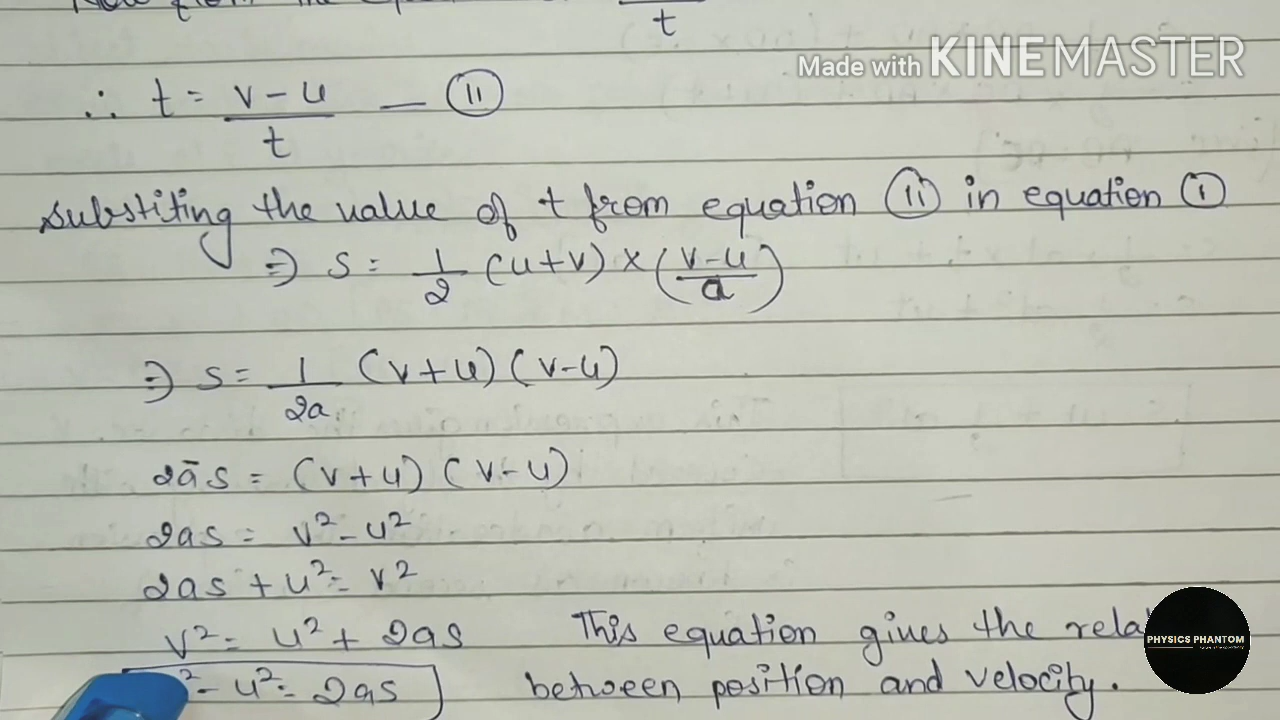 the
t
Made with KINEMASTER
∴ t = v - u / t — (II)
substiting the value of t from equation (II) in equation (I)
⇒ s = 1/2 (u+v) × (v-u/a)
⇒ s = 1/2a (v+u)(v-u)
2as = (v+u)(v-u)
2as = v² - u²
2as + u² = v²
v² = u² + 2as This equation gives the rela
² - u² = 2as between position and velocity.
PHYSICS PHANTOM